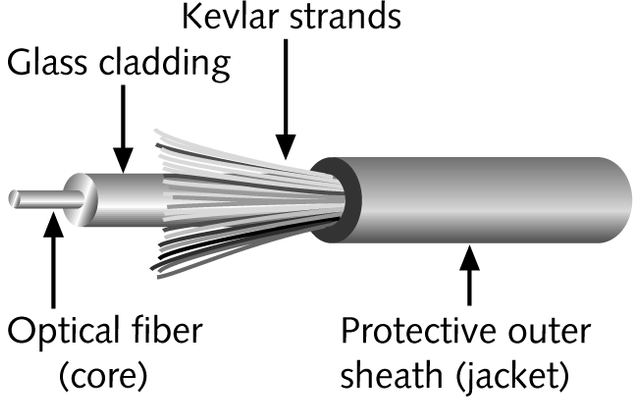 Kevlar strands
Glass cladding
Optical fiber
(core)
Protective outer
sheath (jacket)